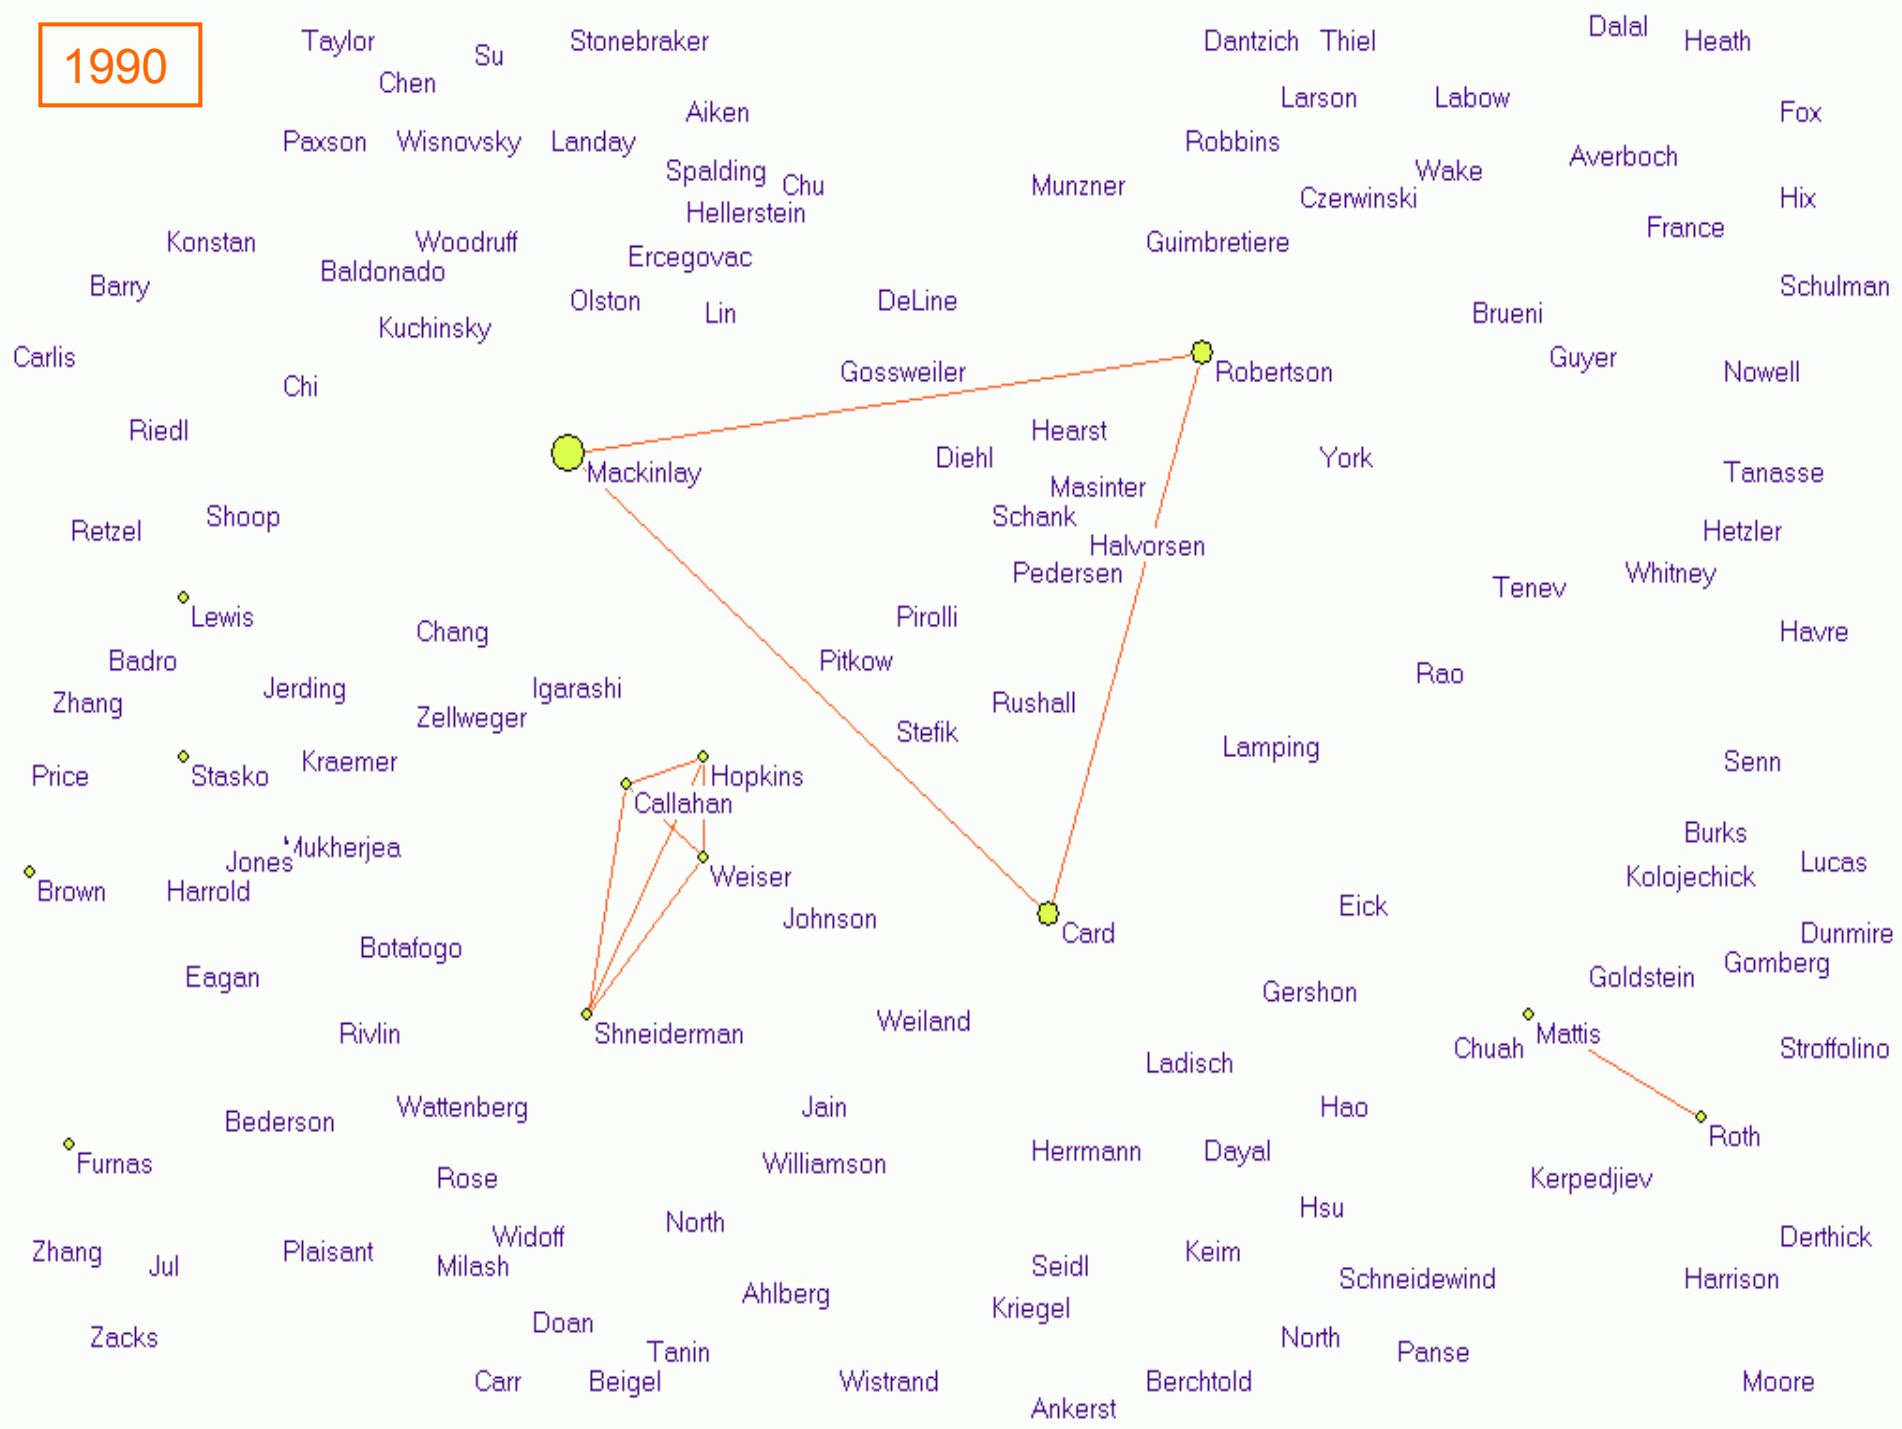 1990
Taylor
Su
Stonebraker
Dantzich
Thiel
Dalal
Heath
Chen
Aiken
Larson
Labow
Fox
Paxson
Wisnovsky
Landay
Robbins
Averboch
Spalding
Chu
Munzner
Wake
Czerwinski
Hix
Hellerstein
France
Konstan
Woodruff
Ercegovac
Guimbretiere
Barry
Baldonado
Schulman
Olston
Lin
DeLine
Brueni
Kuchinsky
Carlis
Guyer
Nowell
Chi
Gossweiler
Robertson
Riedl
Hearst
Diehl
York
Mackinlay
Tanasse
Masinter
Retzel
Shoop
Schank
Hetzler
Halvorsen
Pedersen
Whitney
Tenev
Lewis
Pirolli
Chang
Havre
Badro
Pitkow
Rao
Zhang
Jerding
Igarashi
Rushall
Zellweger
Stefik
Lamping
Kraemer
Senn
Price
Stasko
Hopkins
Callahan
Burks
Mukherjea
Jones
Lucas
Brown
Harrold
Weiser
Kolojechick
Johnson
Eick
Card
Dunmire
Botafogo
Gomberg
Eagan
Goldstein
Gershon
Rivlin
Shneiderman
Weiland
Mattis
Chuah
Stroffolino
Ladisch
Bederson
Wattenberg
Jain
Hao
Roth
Furnas
Williamson
Herrmann
Dayal
Rose
Kerpedjiev
North
Hsu
Widoff
Derthick
Zhang
Jul
Plaisant
Milash
Seidl
Keim
Schneidewind
Harrison
Ahlberg
Kriegel
Doan
Zacks
Tanin
North
Panse
Carr
Beigel
Wistrand
Berchtold
Moore
Ankerst